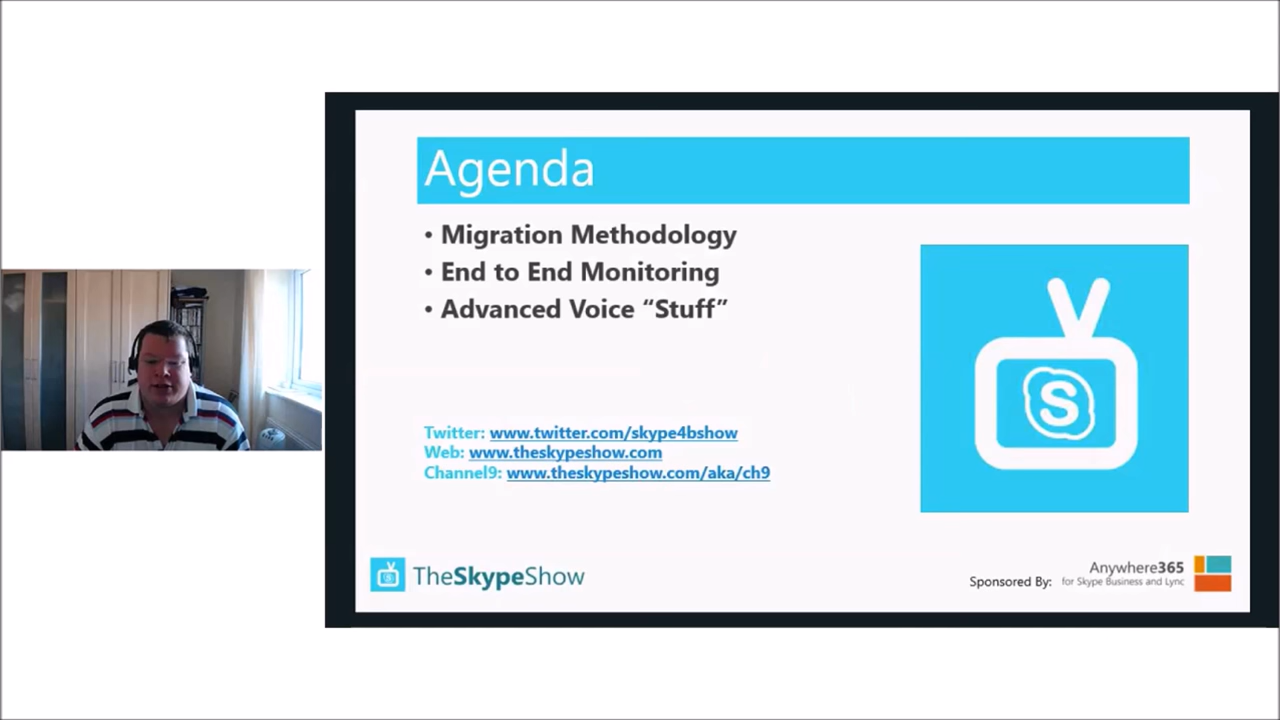 Agenda
• Migration Methodology
• End to End Monitoring
• Advanced Voice “Stuff”
Twitter: www.twitter.com/skype4bshow
Web: www.theskypeshow.com
Channel9: www.theskypeshow.com/aka/ch9
S
TheSkypeShow
Sponsored By:
Anywhere365
for Skype Business and Lync